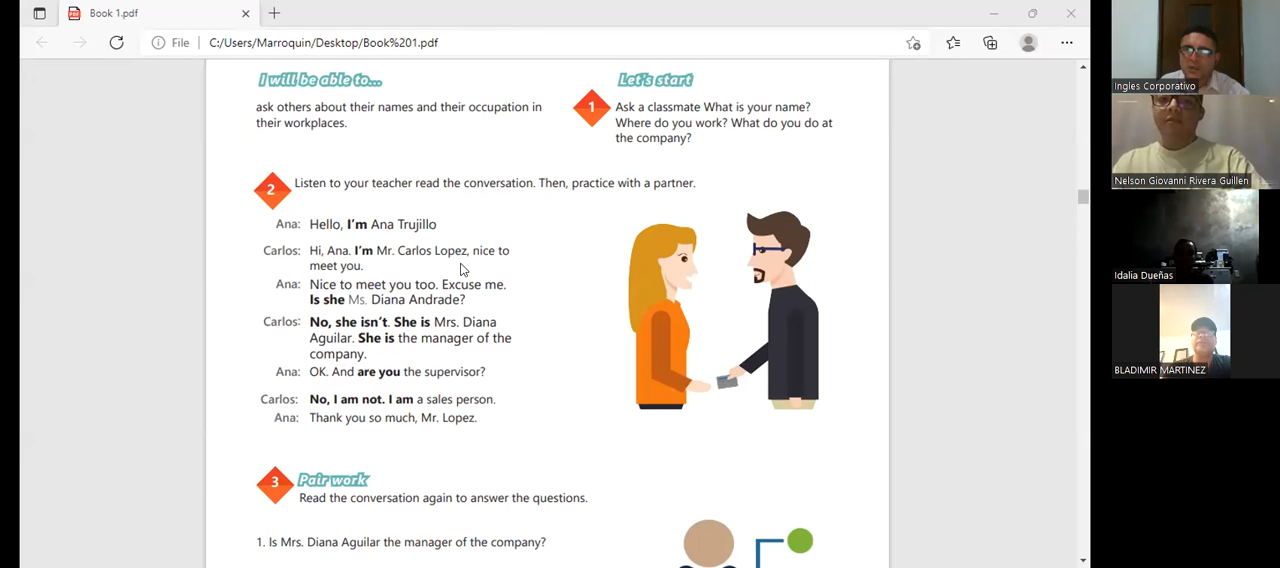 Book 1.pdf
File
C:/Users/Marroquin/Desktop/Book%201.pdf
I will be able to...
ask others about their names and their occupation in
their workplaces.
Let's start
1
Ask a classmate What is your name?
Where do you work? What do you do at
the company?
2
Listen to your teacher read the conversation. Then, practice with a partner.
Ana: Hello, I'm Ana Trujillo
Carlos: Hi, Ana. I'm Mr. Carlos Lopez, nice to
meet you.
Ana: Nice to meet you too. Excuse me.
Is she Ms. Diana Andrade?
Carlos: No, she isn't. She is Mrs. Diana
Aguilar. She is the manager of the
company.
Ana: OK. And are you the supervisor?
Carlos: No, I am not. I am a sales person.
Ana: Thank you so much, Mr. Lopez.
3
Pair work
Read the conversation again to answer the questions.
1. Is Mrs. Diana Aguilar the manager of the company?
Ingles Corporativo
Nelson Giovanni Rivera Guillen
Idalia Dueñas
BLADIMIR MARTINEZ